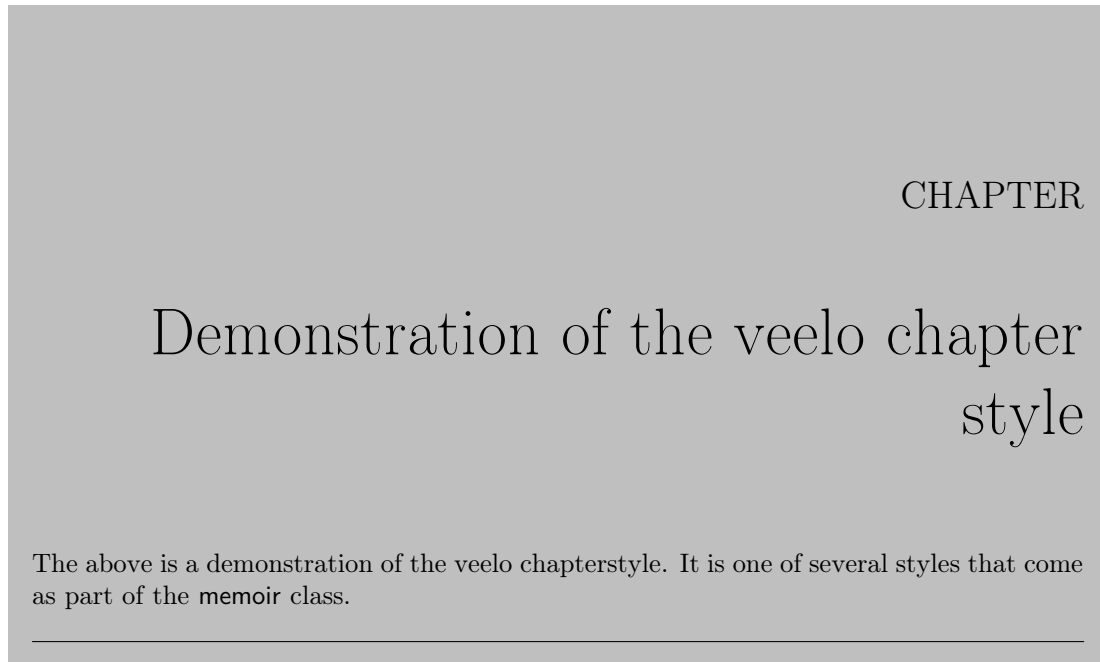 CHAPTER
Demonstration of the veelo chapter
style
The above is a demonstration of the veelo chapterstyle. It is one of several styles that come
as part of the memoir class.